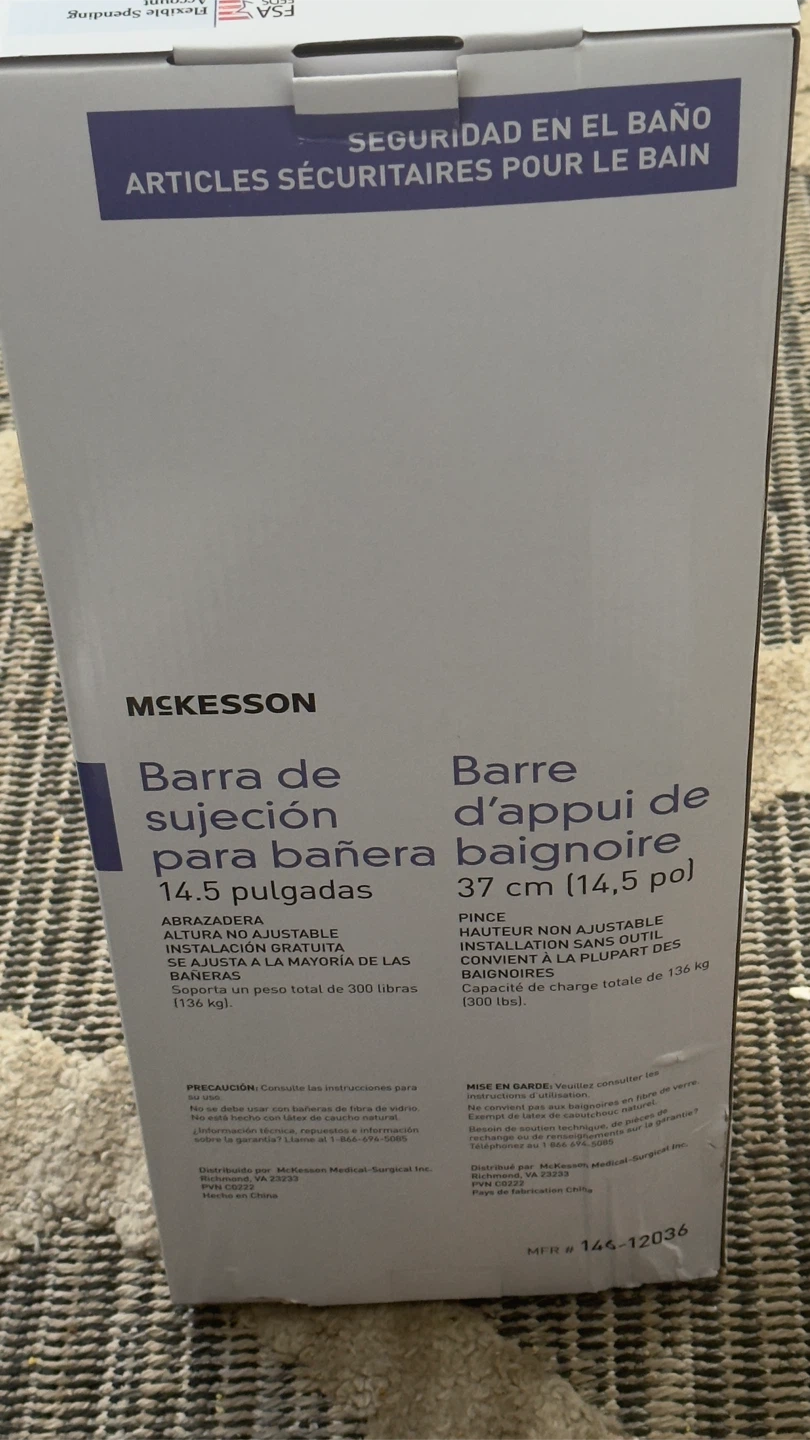 FSA
FEDS
Flexible Spending
Account
SEGURIDAD EN EL BAÑO
ARTICLES SÉCURITAIRES POUR LE BAIN
MCKESSON
Barra de
sujeción
para bañera
14.5 pulgadas
ABRAZADERA
ALTURA NO AJUSTABLE
INSTALACIÓN GRATUITA
SE AJUSTA A LA MAYORÍA DE LAS
BAÑERAS
Soporta un peso total de 300 libras
(136 kg).
PRECAUCIÓN: Consulte las instrucciones para
su uso.
No se debe usar con bañeras de fibra de vidrio.
No está hecho con látex de caucho natural.
¿Información técnica, repuestos e información
sobre la garantía? Llame al 1-866-694-5085
Distribuido por McKesson Medical-Surgical Inc.
Richmond, VA 23233
PVN C0222
Hecho en China
Barre
d'appui de
baignoire
37 cm (14,5 po)
PINCE
HAUTEUR NON AJUSTABLE
INSTALLATION SANS OUTIL
CONVIENT À LA PLUPART DES
BAIGNOIRES
Capacité de charge totale de 136 kg
(300 lbs).
MISE EN GARDE: Veuillez consulter les
instructions d'utilisation.
Ne convient pas aux baignoires en fibre de verre.
Exempt de latex de caoutchouc naturel.
Besoin de soutien technique, de pièces de
rechange ou de renseignements sur la garantie?
Téléphonez au 1 866 694-5085
Distribué par McKesson Medical-Surgical Inc.
Richmond, VA 23233
PVN C0222
Pays de fabrication China
MFR # 146-12036